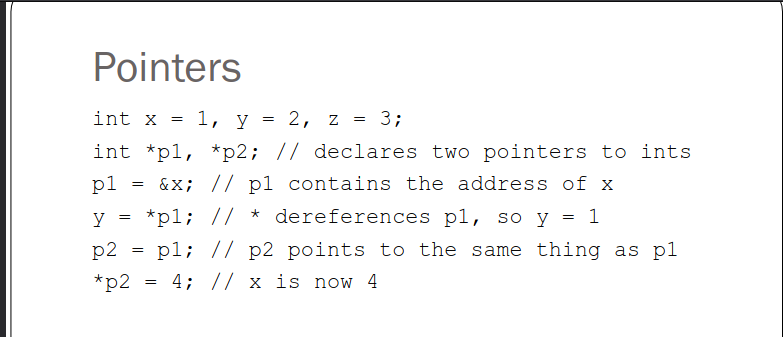 Pointers
int x = 1, y = 2, z = 3;
int *p1, *p2; // declares two pointers to ints
p1 = &x; // p1 contains the address of x
y = *p1; // * dereferences p1, so y = 1
p2 = p1; // p2 points to the same thing as p1
*p2 = 4; // x is now 4